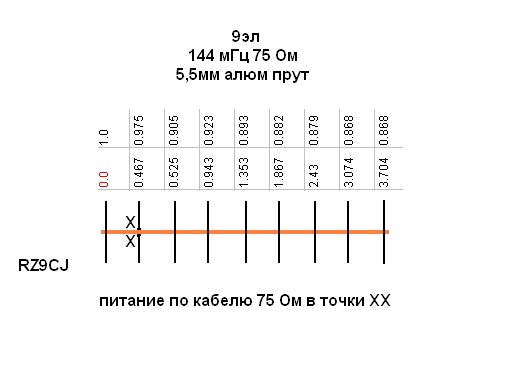 9эл
144 мГц 75 Ом
5,5мм алюм прут
1.0 0.975 0.905 0.923 0.893 0.882 0.879 0.868 0.868
0.0 0.467 0.525 0.943 1.353 1.867 2.43 3.074 3.704
X
X
RZ9CJ
питание по кабелю 75 Ом в точки XX